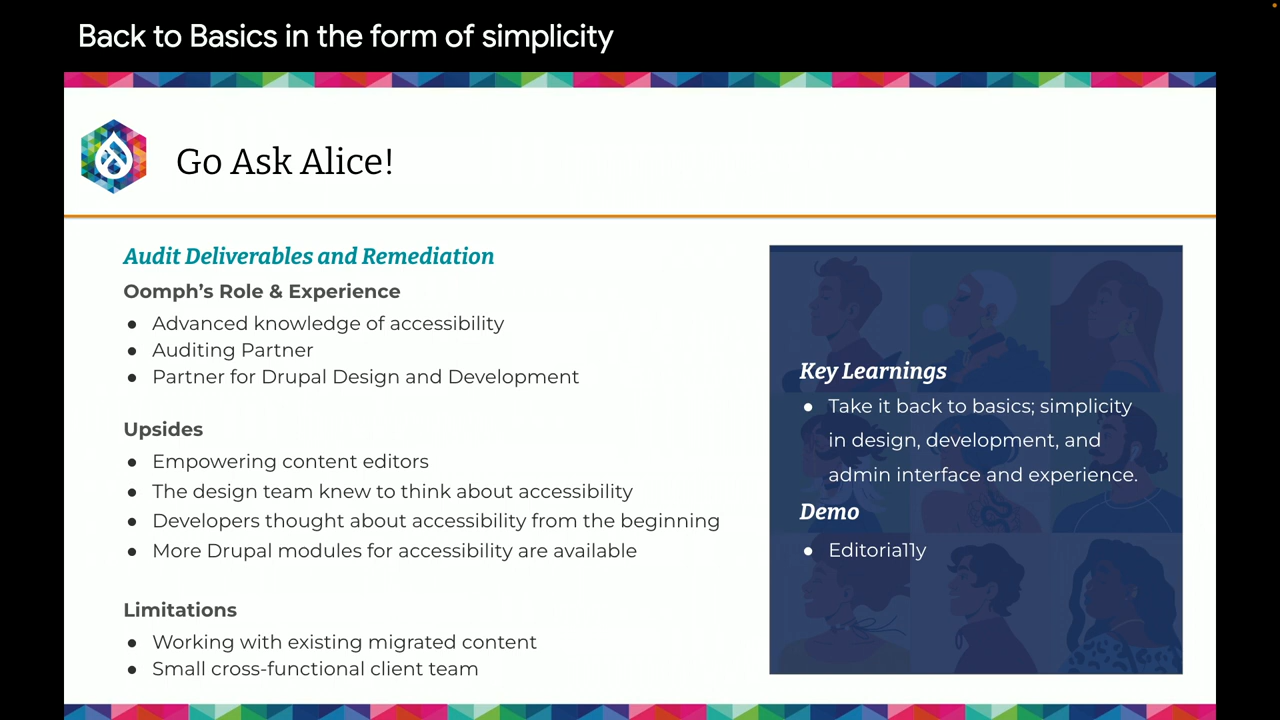 Back to Basics in the form of simplicity
Go Ask Alice!
Audit Deliverables and Remediation
Oomph's Role & Experience
● Advanced knowledge of accessibility
● Auditing Partner
● Partner for Drupal Design and Development
Upsides
● Empowering content editors
● The design team knew to think about accessibility
● Developers thought about accessibility from the beginning
● More Drupal modules for accessibility are available
Limitations
● Working with existing migrated content
● Small cross-functional client team
Key Learnings
● Take it back to basics; simplicity
in design, development, and
admin interface and experience.
Demo
● Editoria11y